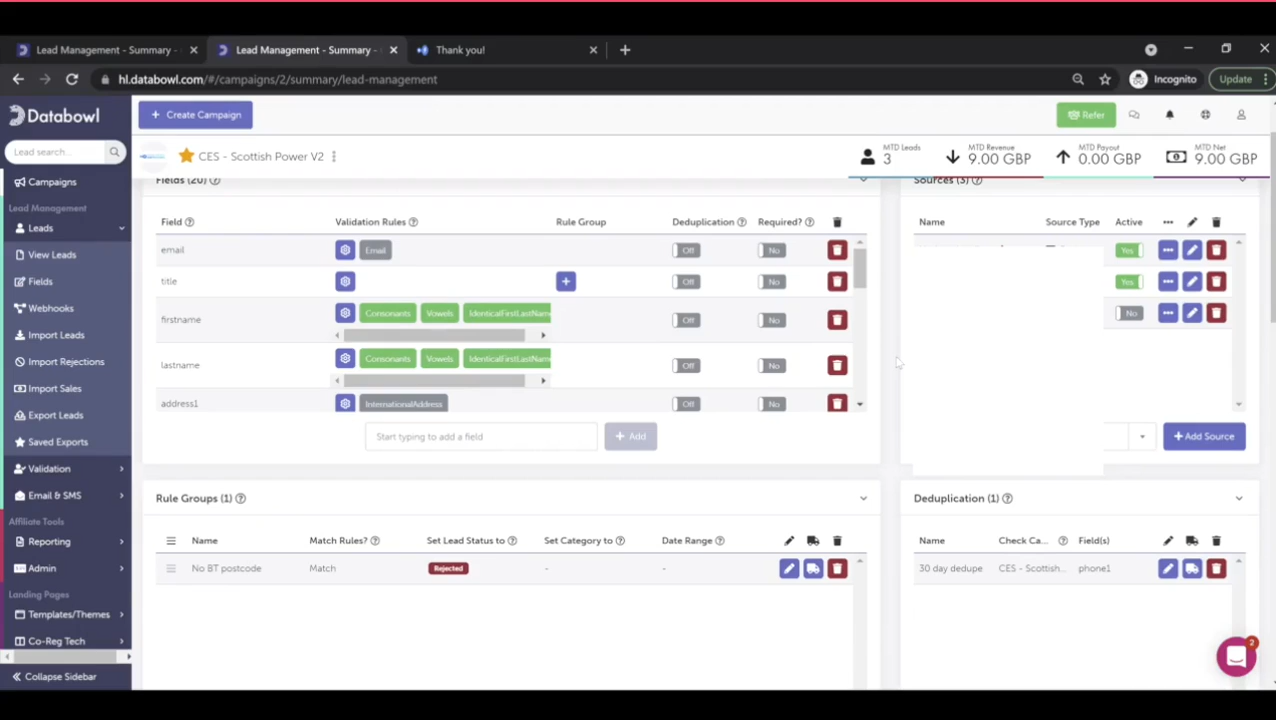 Lead Management - Summary -
Lead Management - Summary -
Thank you!
hl.databowl.com/#/campaigns/2/summary/lead-management
Incognito
Update
Databowl
+ Create Campaign
Refer
Lead search...
CES - Scottish Power V2
MTD Leads
3
MTD Revenue
9.00 GBP
MTD Payout
0.00 GBP
MTD Net
9.00 GBP
Campaigns
Lead Management
Leads
View Leads
Fields
Webhooks
Import Leads
Import Rejections
Import Sales
Export Leads
Saved Exports
Validation
Email & SMS
Affiliate Tools
Reporting
Admin
Landing Pages
Templates/Themes
Co-Reg Tech
Collapse Sidebar
Fields (20)
Field Validation Rules Rule Group Deduplication Required?
email Email Off No
title Off No
firstname Consonants Vowels IdenticalFirstLastName Off No
lastname Consonants Vowels IdenticalFirstLastName Off No
address1 InternationalAddress Off No
Start typing to add a field + Add
Sources (3)
Name Source Type Active
Yes
Yes
No
+ Add Source
Rule Groups (1)
Name Match Rules? Set Lead Status to Set Category to Date Range
No BT postcode Match Rejected - -
Deduplication (1)
Name Check Ca... Field(s)
30 day dedupe CES - Scottish... phone1
2